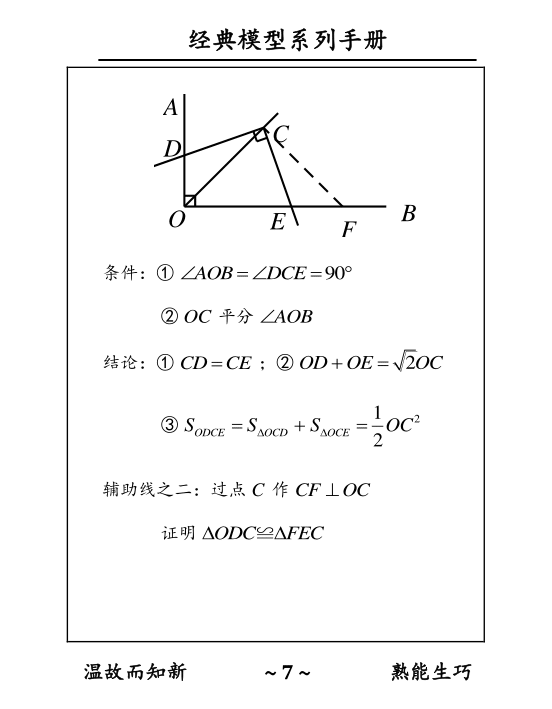 经典模型系列手册
A
D
C
O
E
F
B
条件：① ∠AOB=∠DCE=90°
② OC 平分 ∠AOB
结论：① CD=CE ；② OD+OE=√2OC
③ S_{ODCE} = S_{ΔOCD} + S_{ΔOCE} = \frac{1}{2}OC²
辅助线之二：过点 C 作 CF⊥OC
证明 ΔODC≌ΔFEC
温故而知新 ~ 7 ~ 熟能生巧